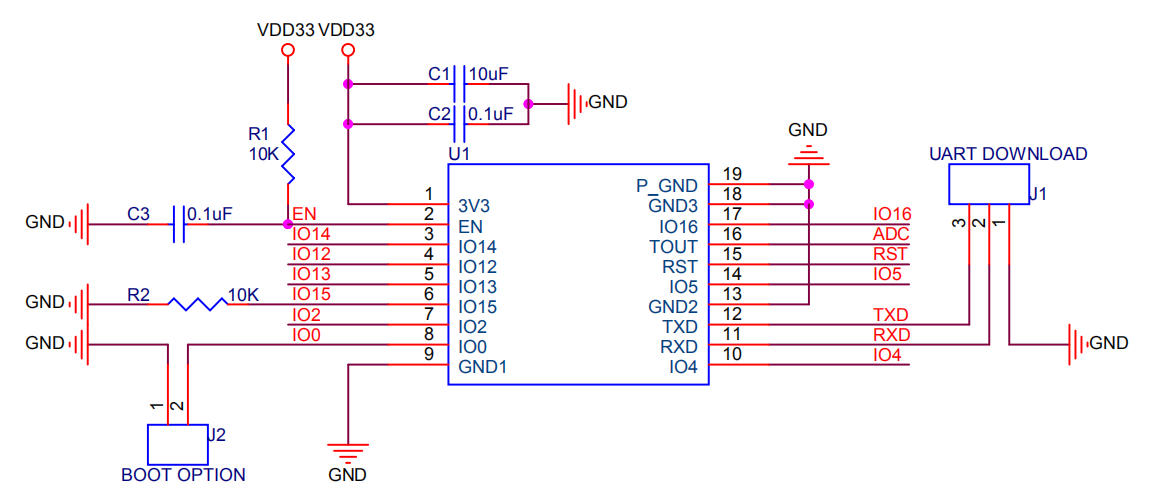 VDD33 VDD33
C1 10uF
GND
C2 0.1uF
R1
10K
U1
GND
UART DOWNLOAD
J1
GND C3 0.1uF
EN
IO14
IO12
IO13
GND R2 10K
IO15
IO2
GND
IO0
1 3V3
2 EN
3 IO14
4 IO12
5 IO13
6 IO15
7 IO2
8 IO0
9 GND1
P_GND 19
GND3 18
IO16 17 IO16
TOUT 16 ADC
RST 15 RST
IO5 14 IO5
GND2 13
TXD 12 TXD
RXD 11 RXD
IO4 10 IO4
3 2 1
GND
1 2
J2
BOOT OPTION
GND